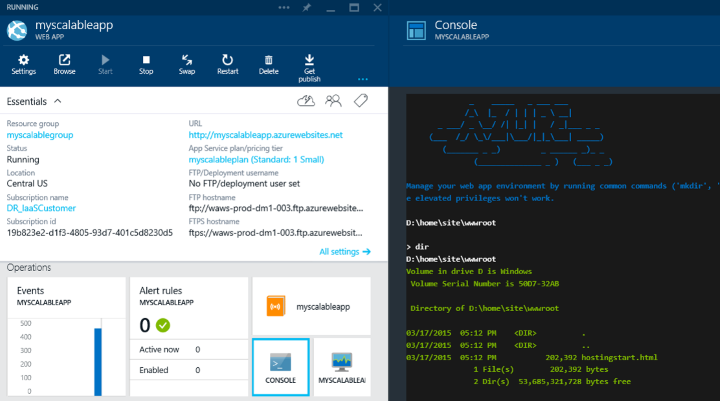 RUNNING
myscalableapp
WEB APP
Settings
Browse
Start
Stop
Swap
Restart
Delete
Get publish
Essentials
Resource group
myscalablegroup
Status
Running
Location
Central US
Subscription name
DR_IaaSCustomer
Subscription id
19b823e2-d1f3-4805-93d7-401c5d8230d5
URL
http://myscalableapp.azurewebsites.net
App Service plan/pricing tier
myscalableplan (Standard: 1 Small)
FTP/Deployment username
No FTP/deployment user set
FTP hostname
ftp://waws-prod-dm1-003.ftp.azurewebsite...
FTPS hostname
ftps://waws-prod-dm1-003.ftp.azurewebsi...
All settings
Operations
Events
MYSCALABLEAPP
500
400
300
200
100
0
Alert rules
MYSCALABLEAPP
0
Active now 0
Enabled 0
myscalableapp
CONSOLE
MYSCALABLEAI
Console
MYSCALABLEAPP
Manage your web app environment by running common commands ('mkdir', '
e elevated privileges won't work.
D:\home\site\wwwroot
> dir
D:\home\site\wwwroot
Volume in drive D is Windows
Volume Serial Number is 50D7-32AB
Directory of D:\home\site\wwwroot
03/17/2015 05:12 PM <DIR> .
03/17/2015 05:12 PM <DIR> ..
03/17/2015 05:12 PM 202,392 hostingstart.html
1 File(s) 202,392 bytes
2 Dir(s) 53,685,321,728 bytes free